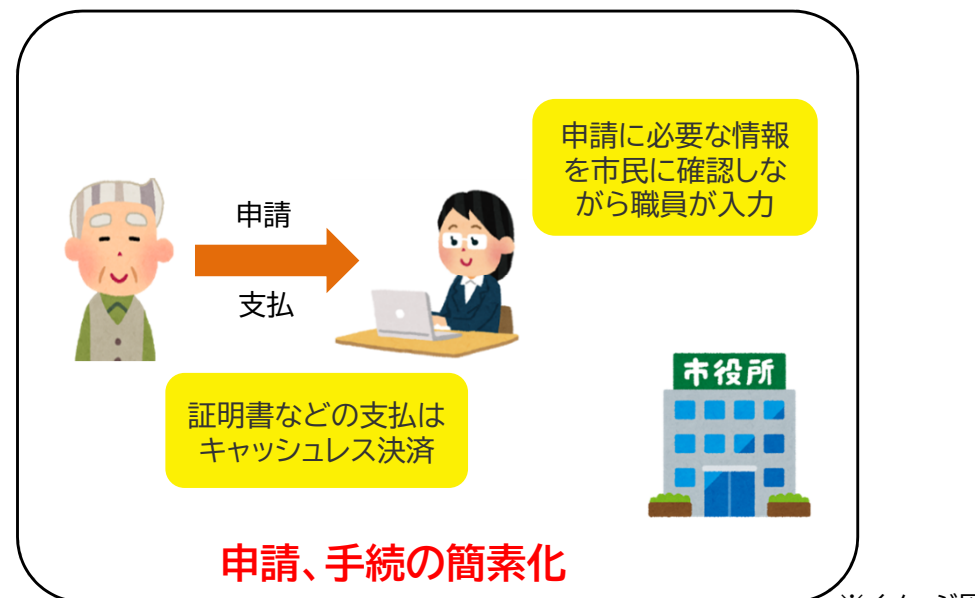 申請に必要な情報
を市民に確認しな
がら職員が入力
申請
支払
市役所
証明書などの支払は
キャッシュレス決済
申請、手続の簡素化